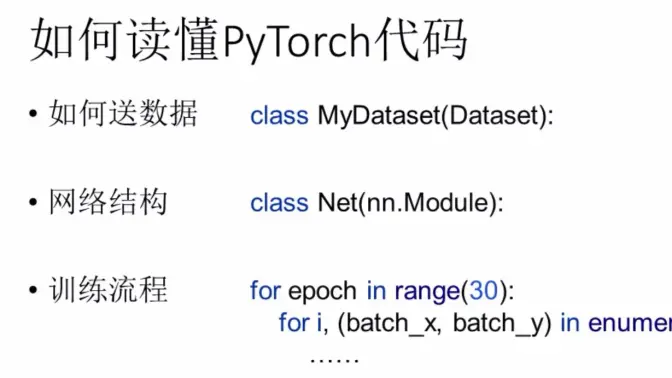 如何读懂PyTorch代码
• 如何送数据 class MyDataset(Dataset):
• 网络结构 class Net(nn.Module):
• 训练流程 for epoch in range(30):
for i, (batch_x, batch_y) in enumer
……